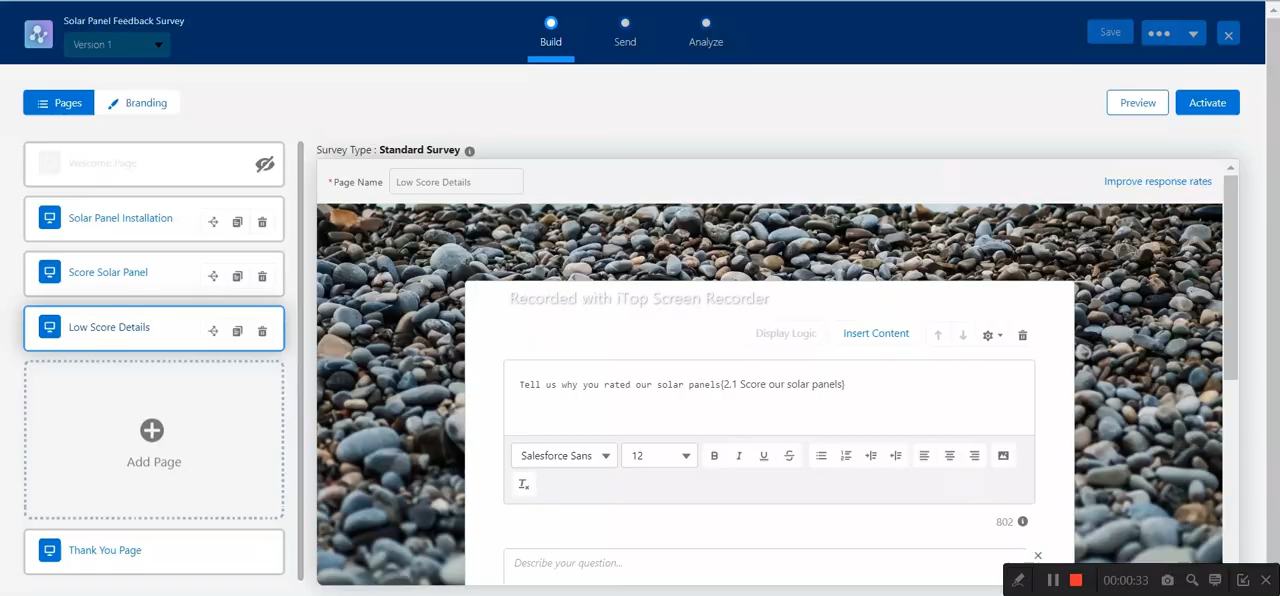 Solar Panel Feedback Survey
Version 1
Build
Send
Analyze
Save
Pages
Branding
Preview
Activate
Welcome Page
Survey Type : Standard Survey
* Page Name
Low Score Details
Improve response rates
Solar Panel Installation
Score Solar Panel
Low Score Details
Recorded with iTop Screen Recorder
Display Logic
Insert Content
Tell us why you rated our solar panels{2.1 Score our solar panels}
Salesforce Sans
12
B I U S
802
Describe your question...
Add Page
Thank You Page
00:00:33